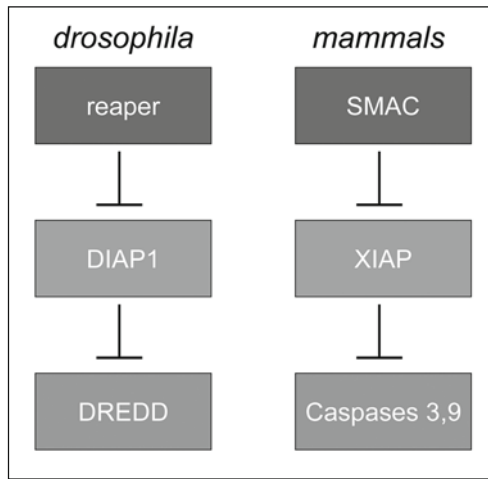 drosophila
mammals
reaper
SMAC
DIAP1
XIAP
DREDD
Caspases 3,9